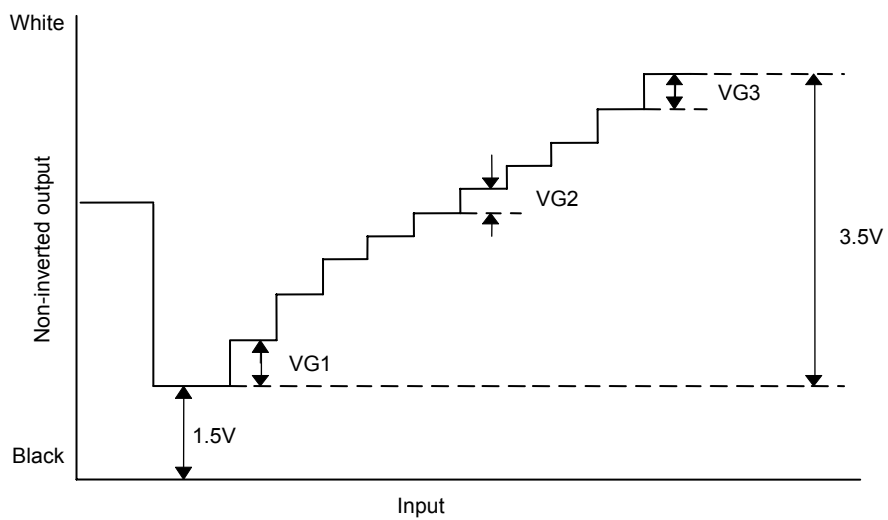 White
VG3
Non-inverted output
VG2
3.5V
VG1
1.5V
Black
Input